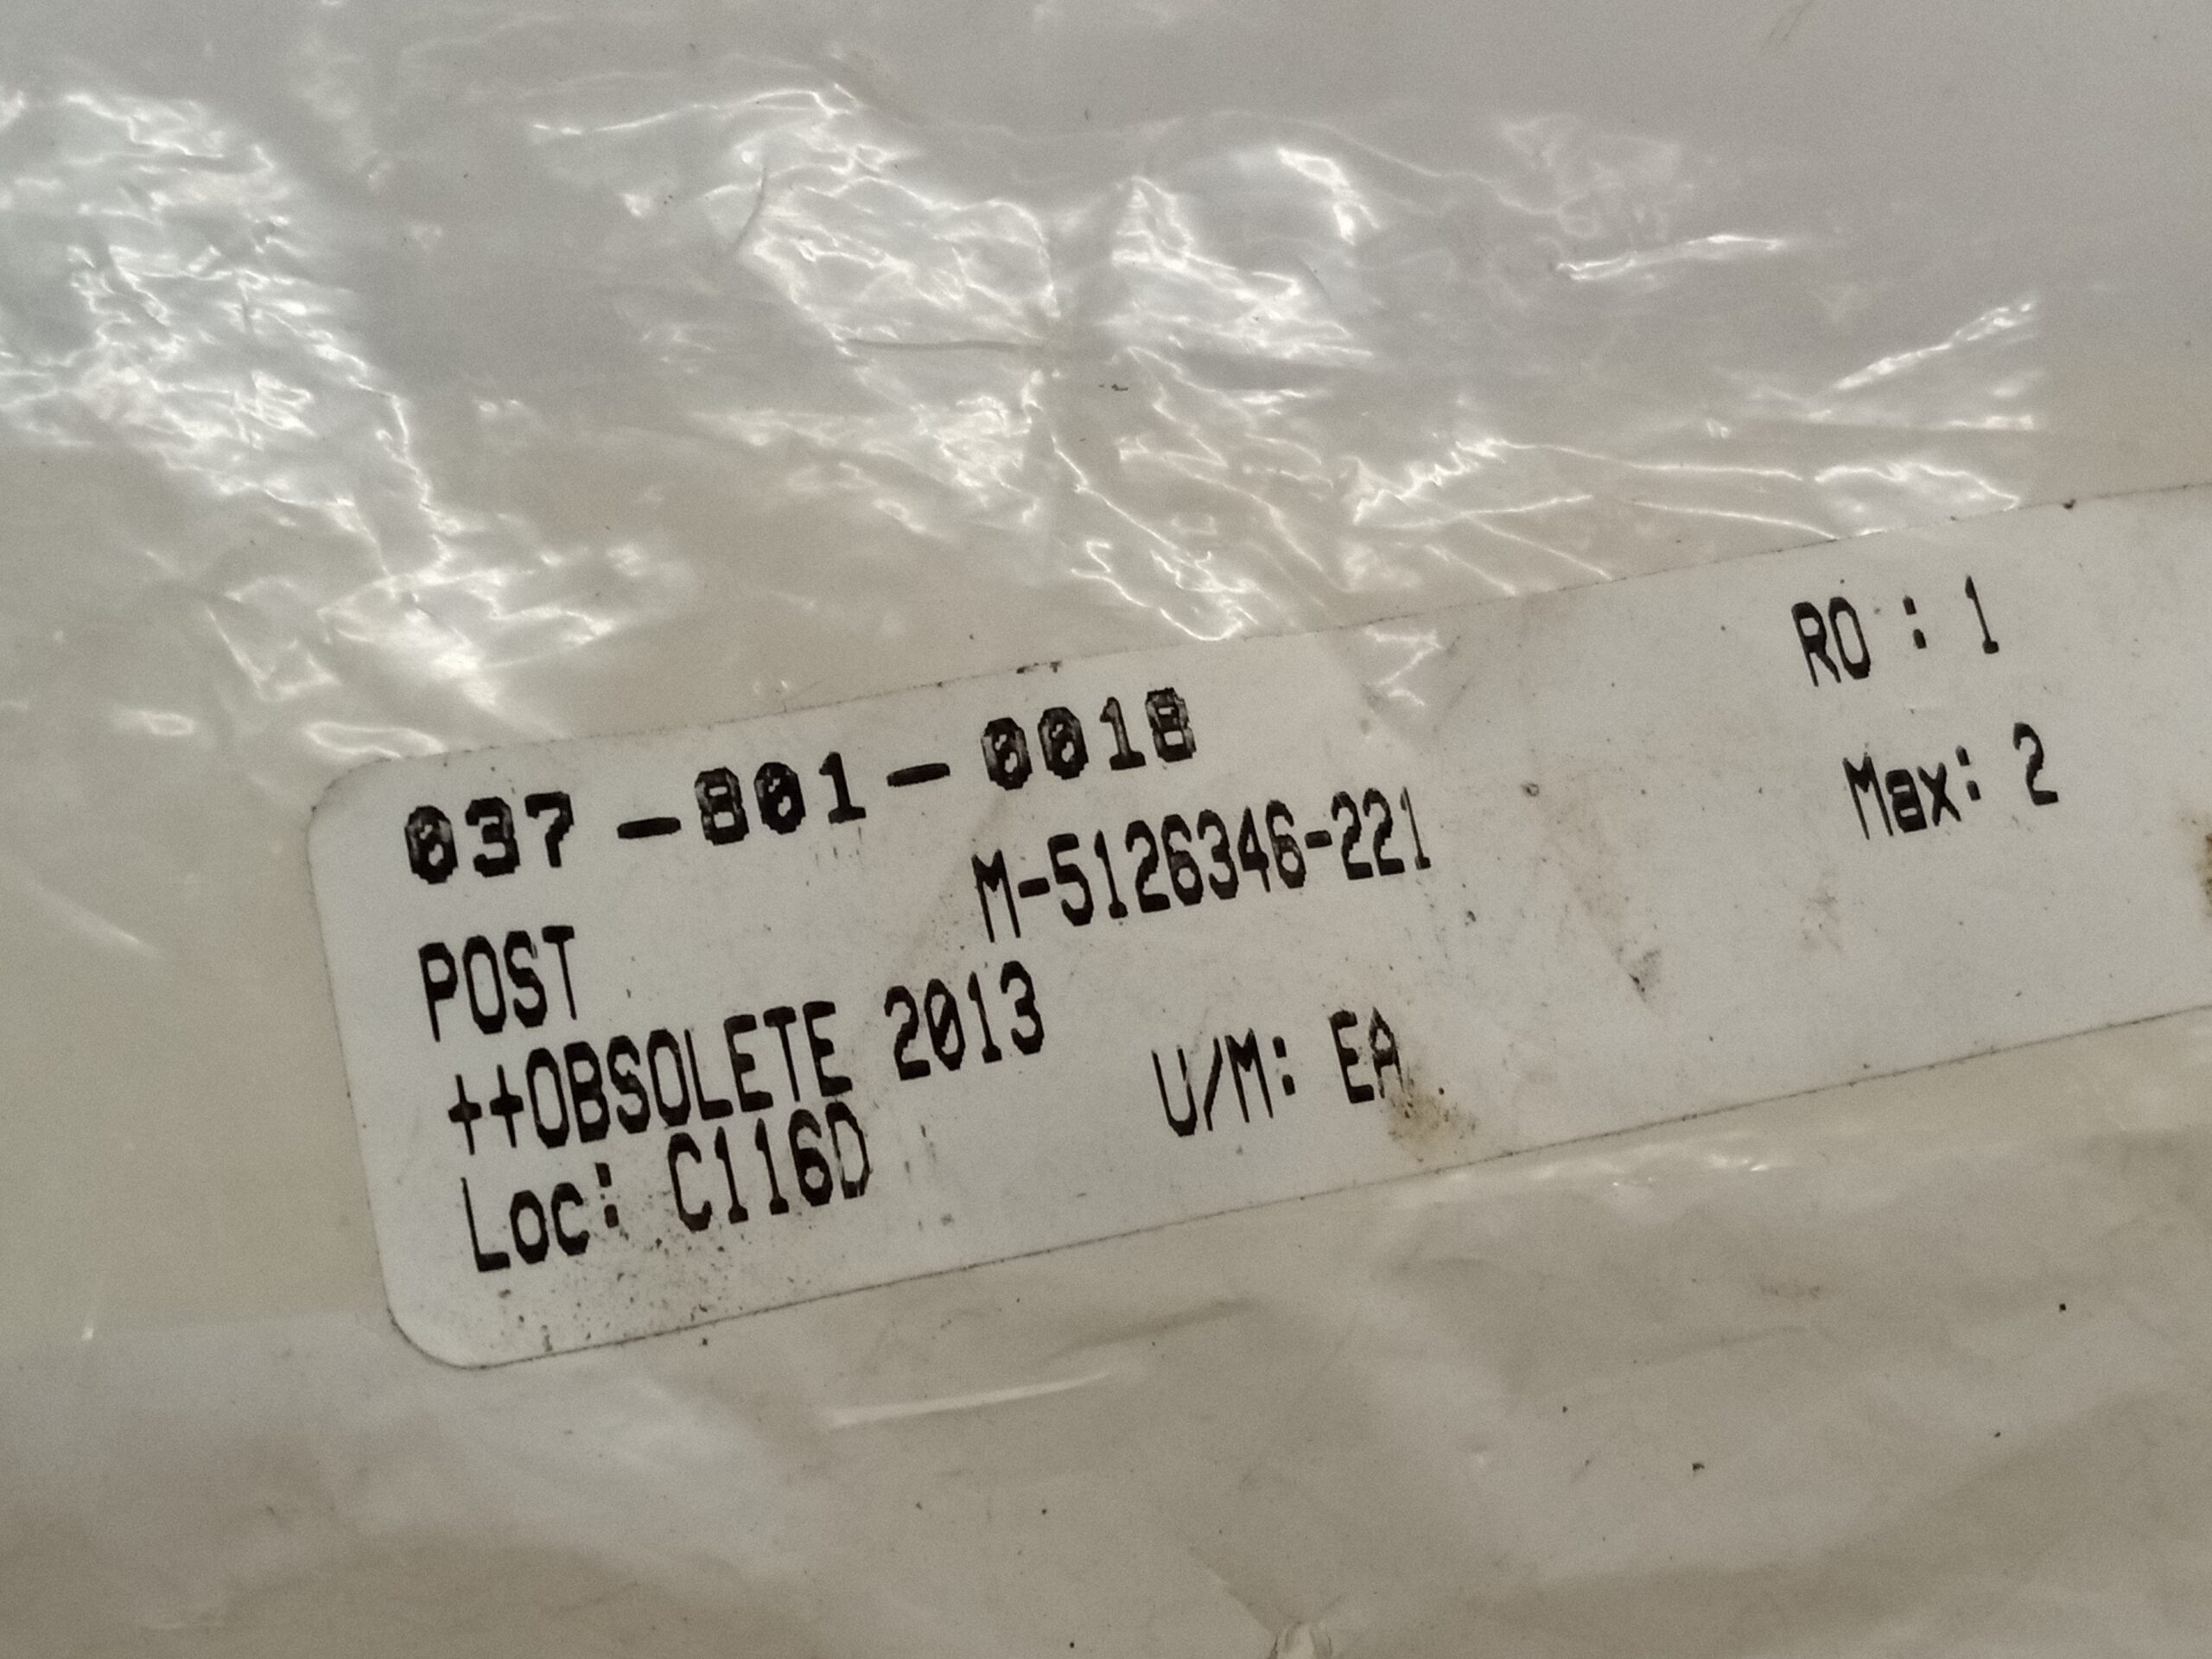 037-801-0018 RO : 1
M-5126346-221 Max: 2
POST
++OBSOLETE 2013
U/M: EA
Loc: C116D